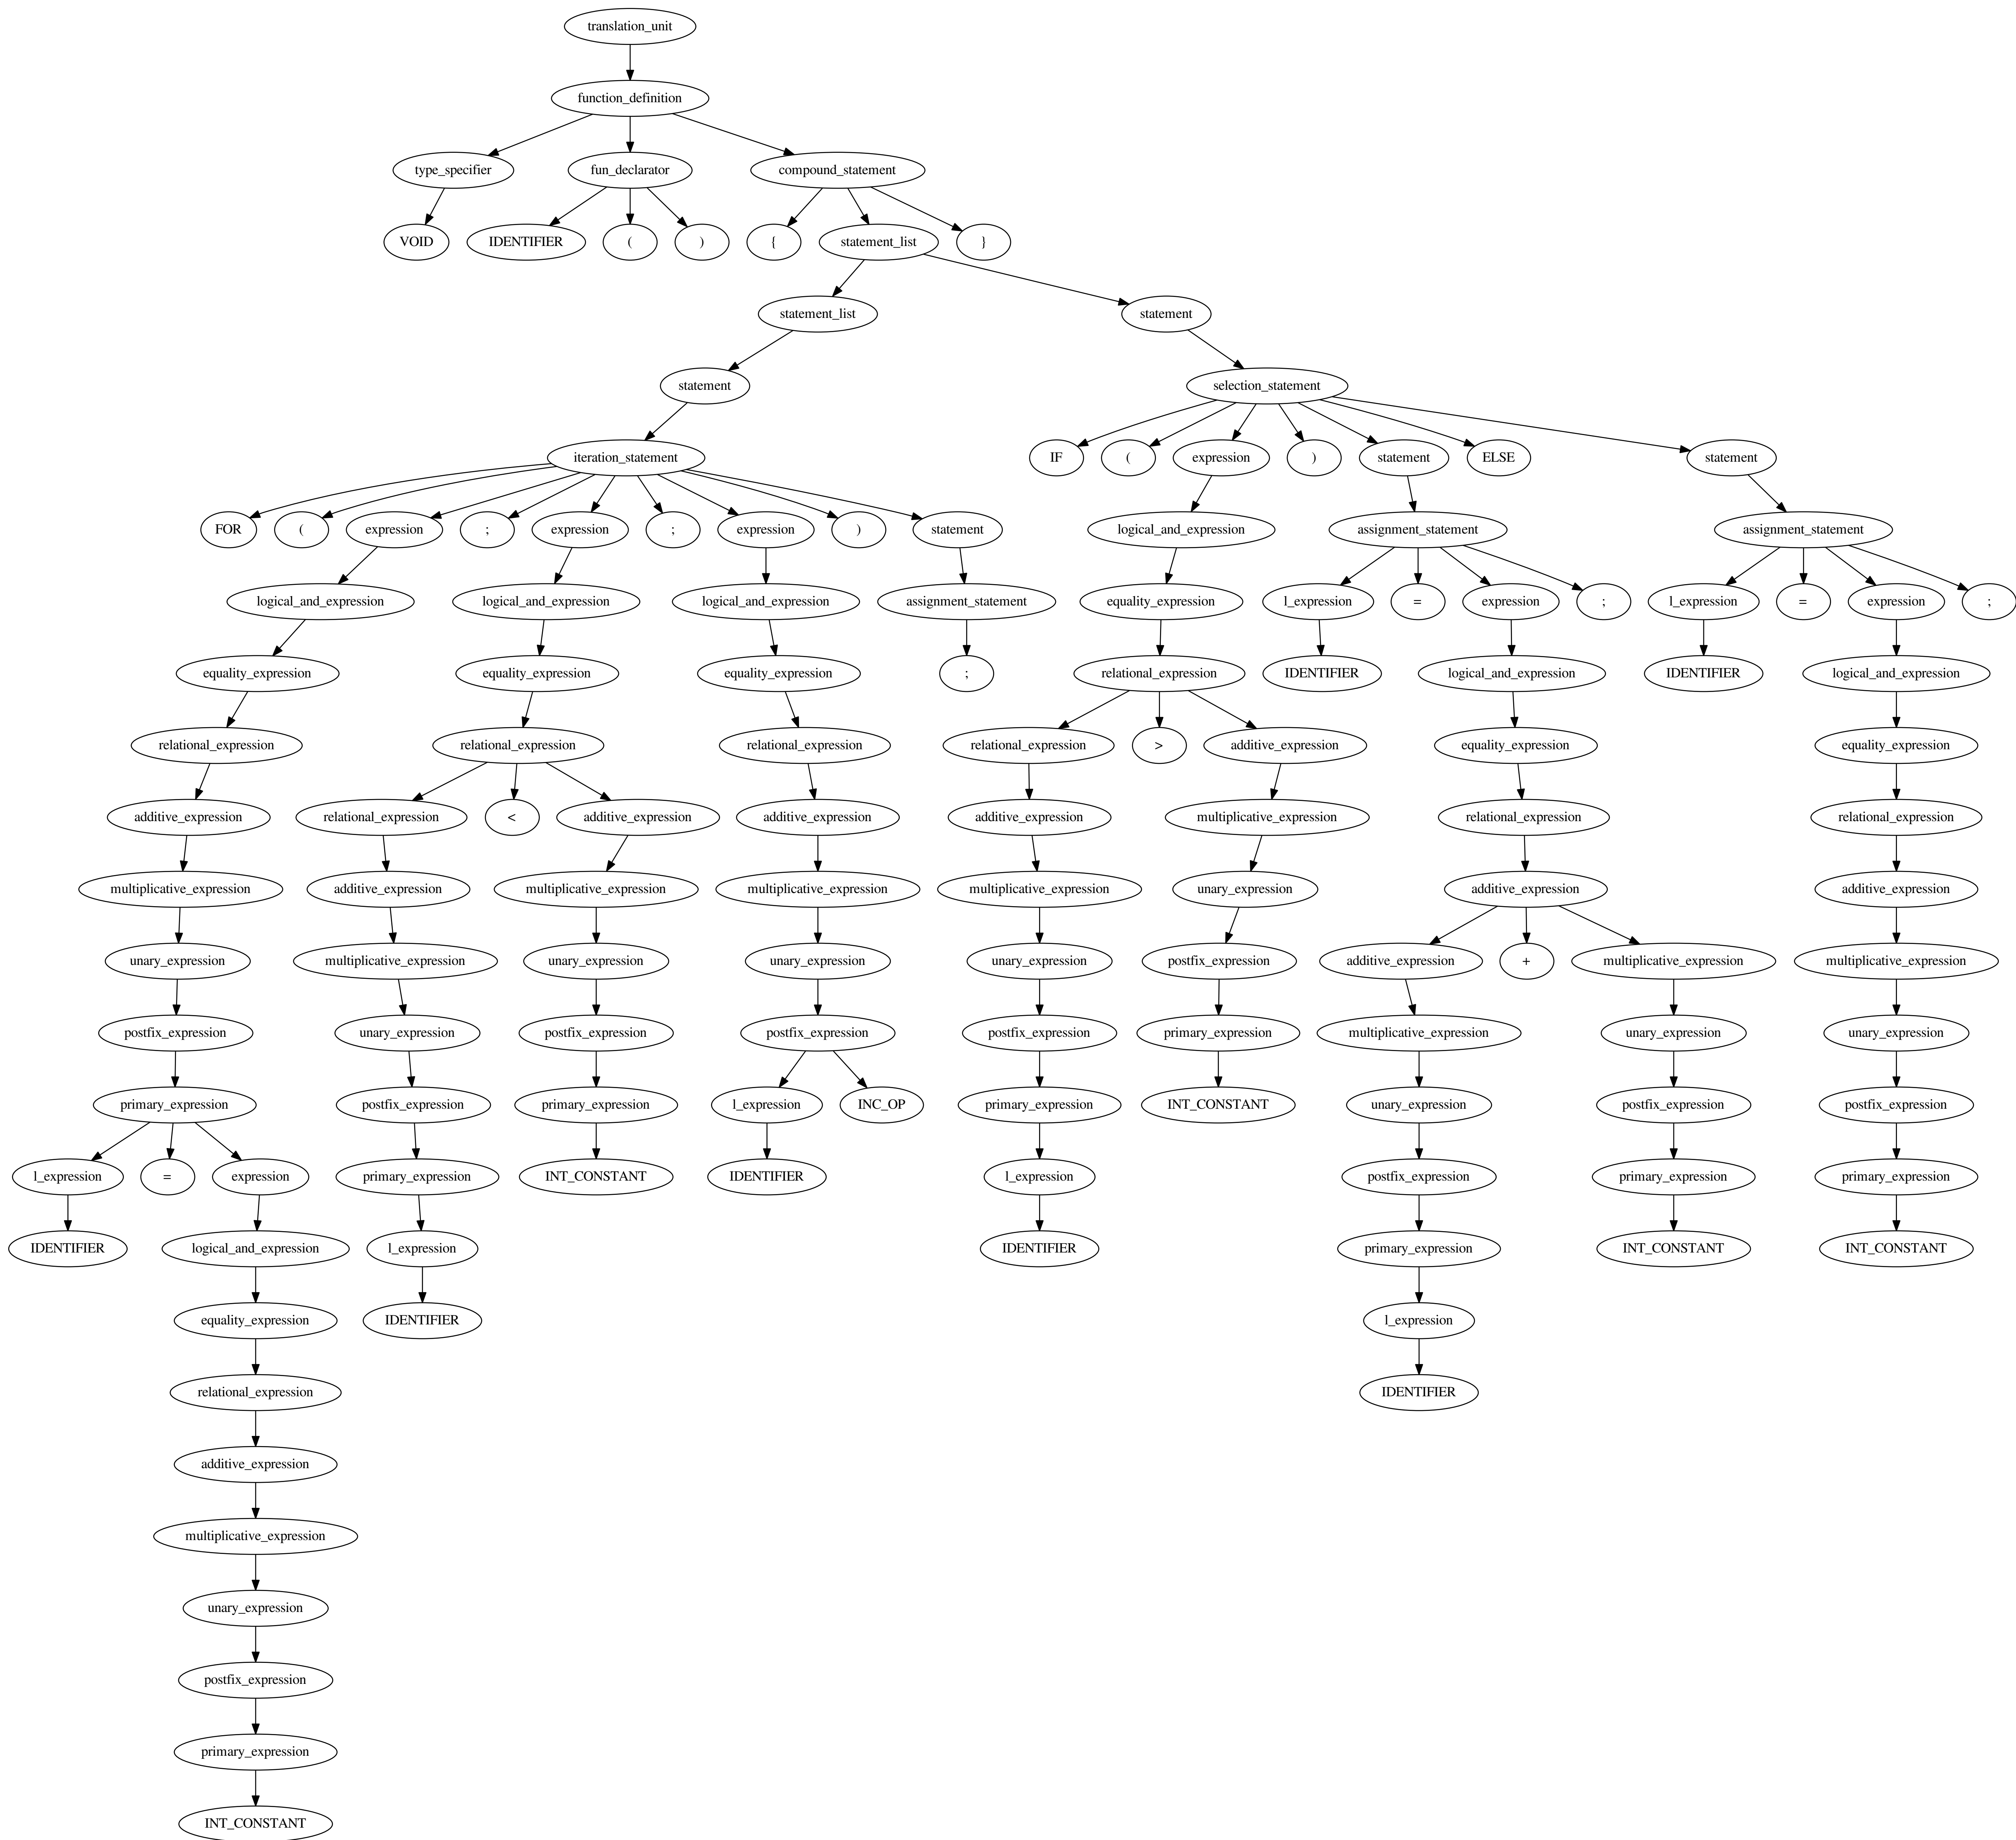 translation_unit
function_definition
type_specifier fun_declarator compound_statement
VOID IDENTIFIER ( ) { statement_list }
statement_list statement
statement selection_statement
iteration_statement IF ( expression ) statement ELSE statement
FOR ( expression ; expression ; expression ) statement logical_and_expression assignment_statement assignment_statement
logical_and_expression logical_and_expression logical_and_expression assignment_statement equality_expression l_expression = expression ; l_expression = expression ;
equality_expression equality_expression equality_expression ; relational_expression IDENTIFIER logical_and_expression IDENTIFIER logical_and_expression
relational_expression relational_expression relational_expression relational_expression > additive_expression equality_expression equality_expression
additive_expression relational_expression < additive_expression additive_expression additive_expression multiplicative_expression relational_expression relational_expression
multiplicative_expression additive_expression multiplicative_expression multiplicative_expression multiplicative_expression unary_expression additive_expression additive_expression
unary_expression multiplicative_expression unary_expression unary_expression unary_expression postfix_expression additive_expression + multiplicative_expression multiplicative_expression
postfix_expression unary_expression postfix_expression postfix_expression postfix_expression primary_expression multiplicative_expression unary_expression unary_expression
primary_expression postfix_expression primary_expression l_expression INC_OP primary_expression INT_CONSTANT unary_expression postfix_expression postfix_expression
l_expression = expression primary_expression INT_CONSTANT IDENTIFIER l_expression postfix_expression primary_expression primary_expression
IDENTIFIER logical_and_expression l_expression IDENTIFIER primary_expression INT_CONSTANT INT_CONSTANT
equality_expression IDENTIFIER l_expression
relational_expression IDENTIFIER
additive_expression
multiplicative_expression
unary_expression
postfix_expression
primary_expression
INT_CONSTANT